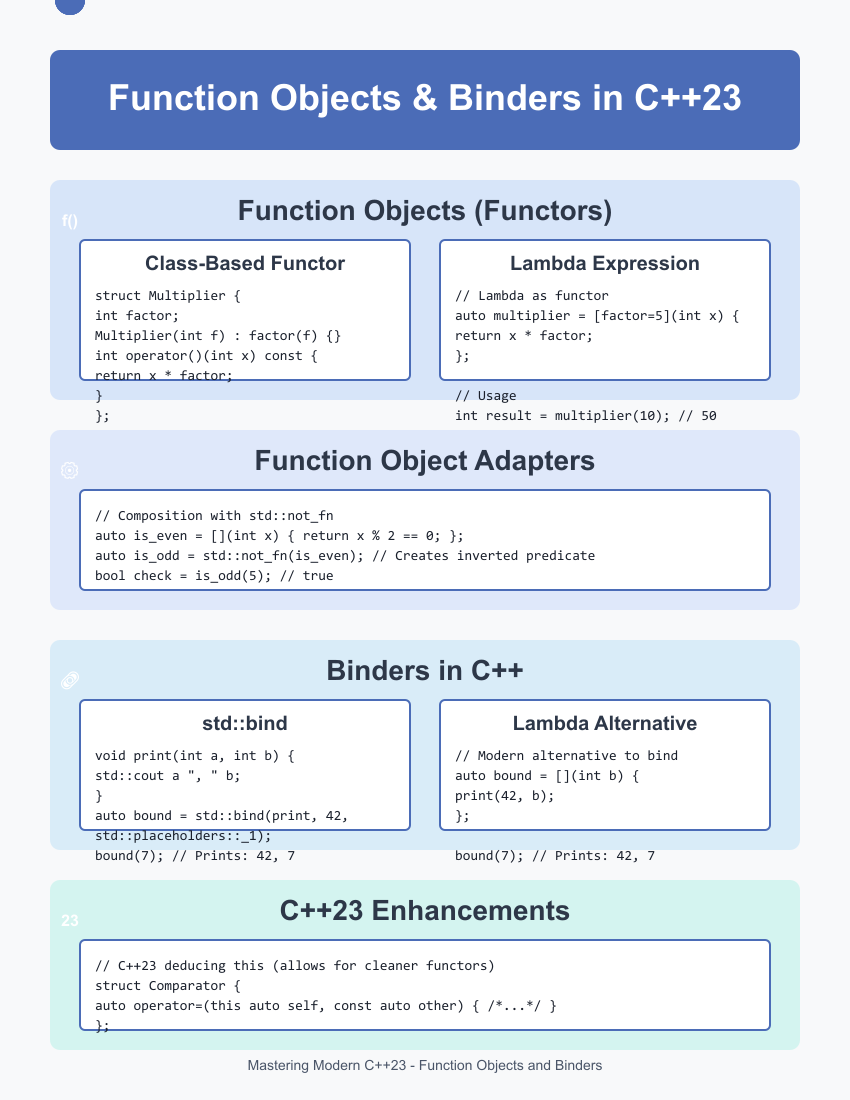 Function Objects & Binders in C++23
Function Objects (Functors)
f()
Class-Based Functor
struct Multiplier {
int factor;
Multiplier(int f) : factor(f) {}
int operator()(int x) const {
return x * factor;
}
};
Lambda Expression
// Lambda as functor
auto multiplier = [factor=5](int x) {
return x * factor;
};
// Usage
int result = multiplier(10); // 50
Function Object Adapters
// Composition with std::not_fn
auto is_even = [](int x) { return x % 2 == 0; };
auto is_odd = std::not_fn(is_even); // Creates inverted predicate
bool check = is_odd(5); // true
Binders in C++
std::bind
void print(int a, int b) {
std::cout a ", " b;
}
auto bound = std::bind(print, 42,
std::placeholders::_1);
bound(7); // Prints: 42, 7
Lambda Alternative
// Modern alternative to bind
auto bound = [](int b) {
print(42, b);
};
bound(7); // Prints: 42, 7
C++23 Enhancements
23
// C++23 deducing this (allows for cleaner functors)
struct Comparator {
auto operator=(this auto self, const auto other) { /*...*/ }
};
Mastering Modern C++23 - Function Objects and Binders